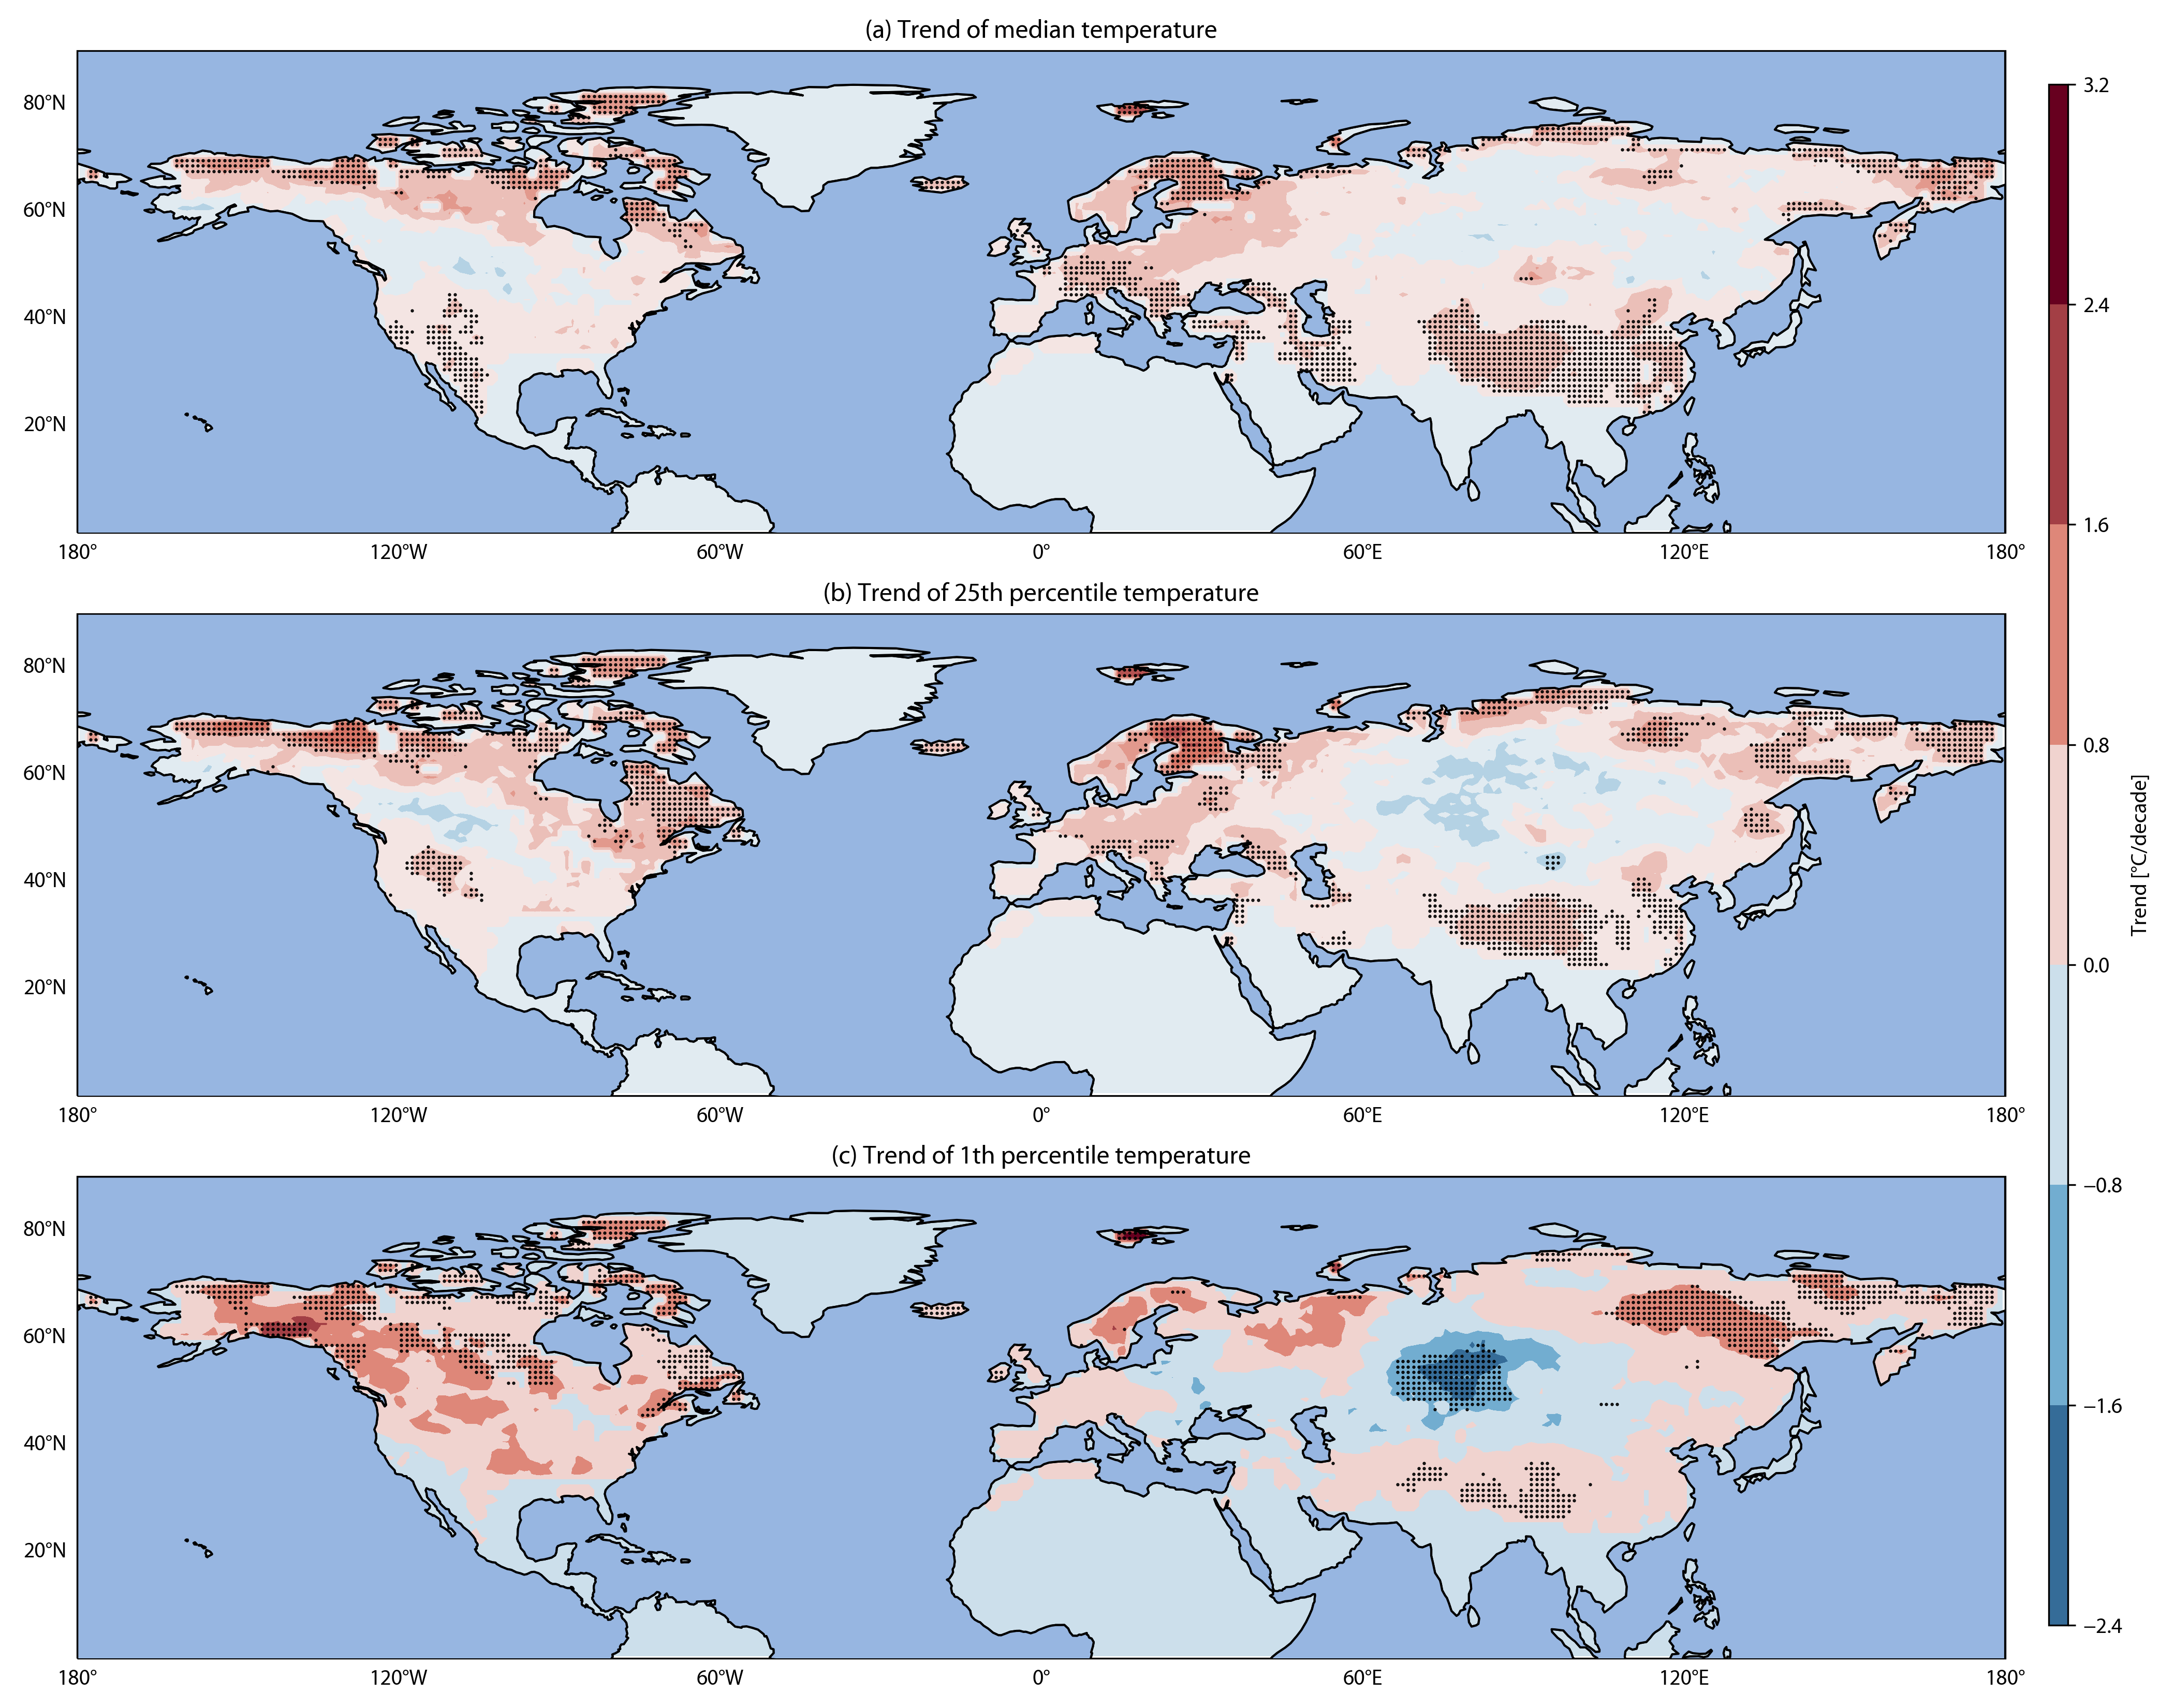 (a) Trend of median temperature
80°N
60°N
40°N
20°N
180° 120°W 60°W 0° 60°E 120°E 180°
(b) Trend of 25th percentile temperature
80°N
60°N
40°N
20°N
180° 120°W 60°W 0° 60°E 120°E 180°
(c) Trend of 1th percentile temperature
80°N
60°N
40°N
20°N
180° 120°W 60°W 0° 60°E 120°E 180°
3.2
2.4
1.6
0.8
0.0
−0.8
−1.6
−2.4
Trend [°C/decade]